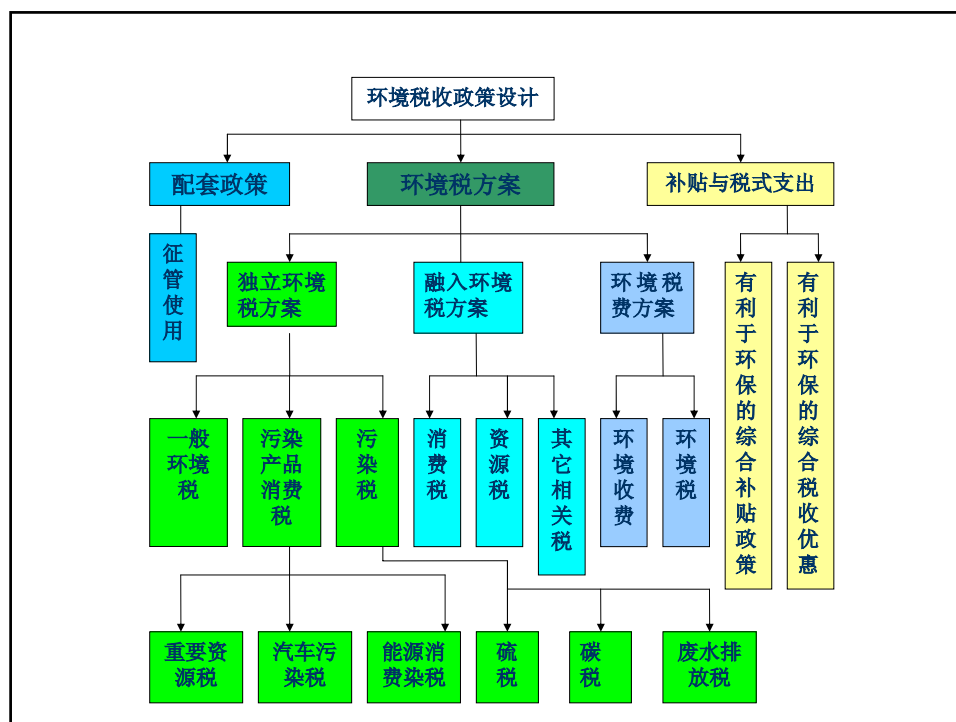 环境税收政策设计
配套政策
环境税方案
补贴与税式支出
征
管
使
用
独立环境
税方案
融入环境
税方案
环境税
费方案
有
利
于
环
保
的
综
合
补
贴
政
策
有
利
于
环
保
的
综
合
税
收
优
惠
一般
环境
税
污染
产品
消费
税
污
染
税
消
费
税
资
源
税
其
它
相
关
税
环
境
收
费
环
境
税
重要资
源税
汽车污
染税
能源消
费染税
硫
税
碳
税
废水排
放税